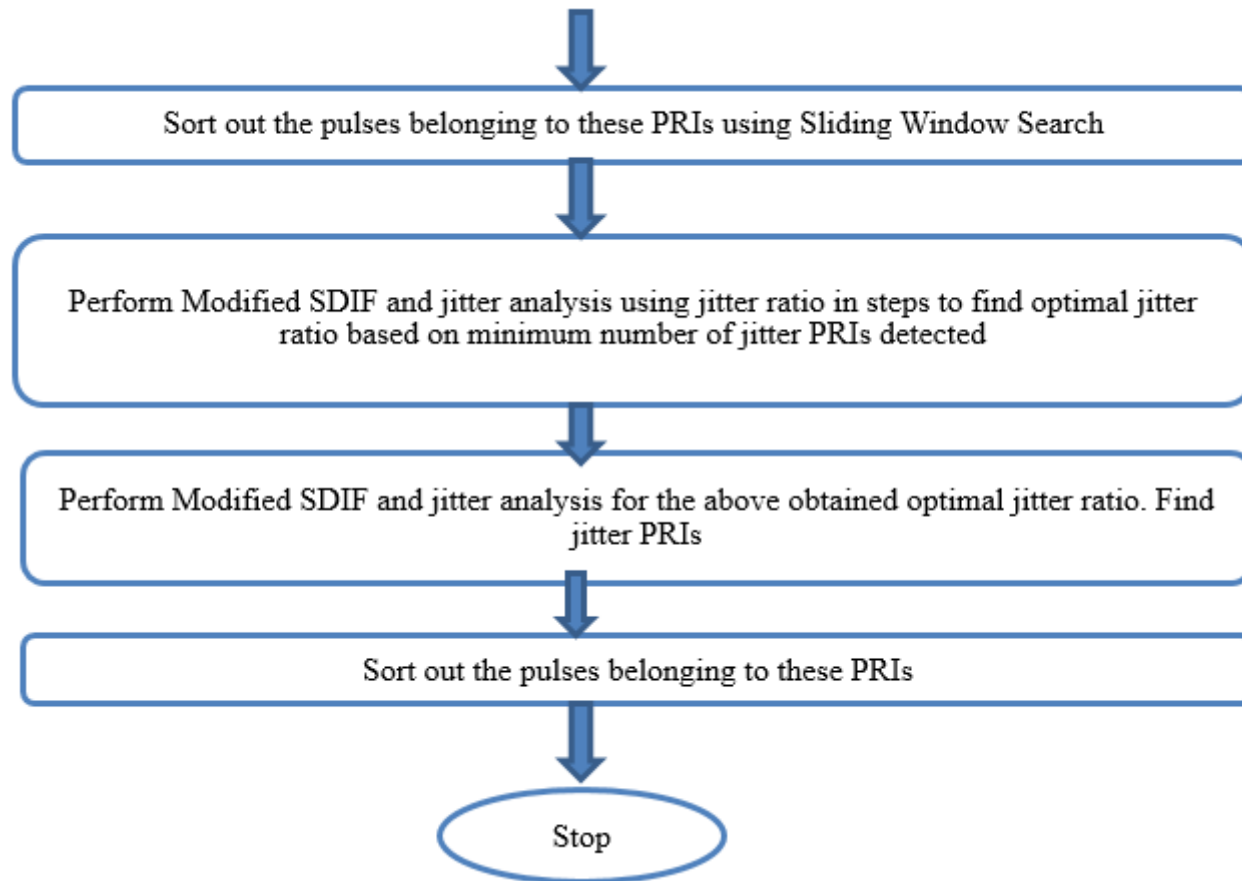 Sort out the pulses belonging to these PRIs using Sliding Window Search
Perform Modified SDIF and jitter analysis using jitter ratio in steps to find optimal jitter
ratio based on minimum number of jitter PRIs detected
Perform Modified SDIF and jitter analysis for the above obtained optimal jitter ratio. Find
jitter PRIs
Sort out the pulses belonging to these PRIs
Stop